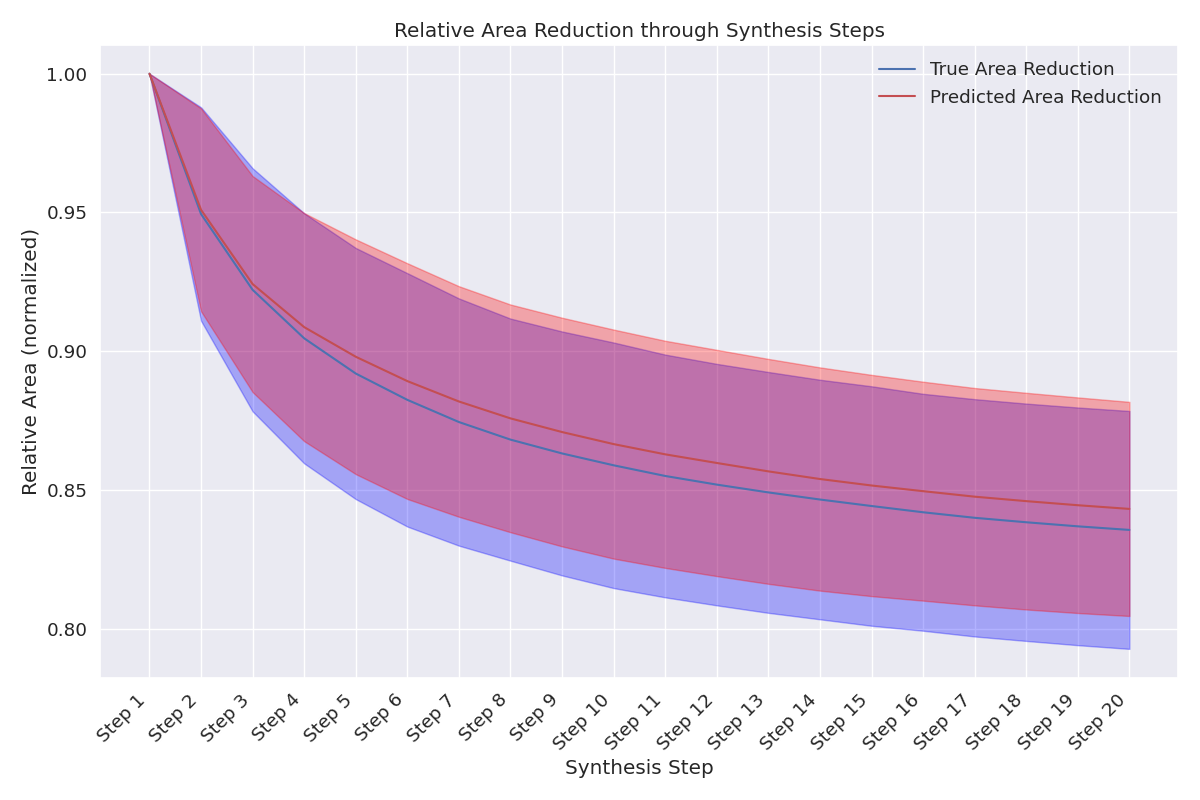 Relative Area Reduction through Synthesis Steps
True Area Reduction
Predicted Area Reduction
Relative Area (normalized)
1.00
0.95
0.90
0.85
0.80
Step 1
Step 2
Step 3
Step 4
Step 5
Step 6
Step 7
Step 8
Step 9
Step 10
Step 11
Step 12
Step 13
Step 14
Step 15
Step 16
Step 17
Step 18
Step 19
Step 20
Synthesis Step